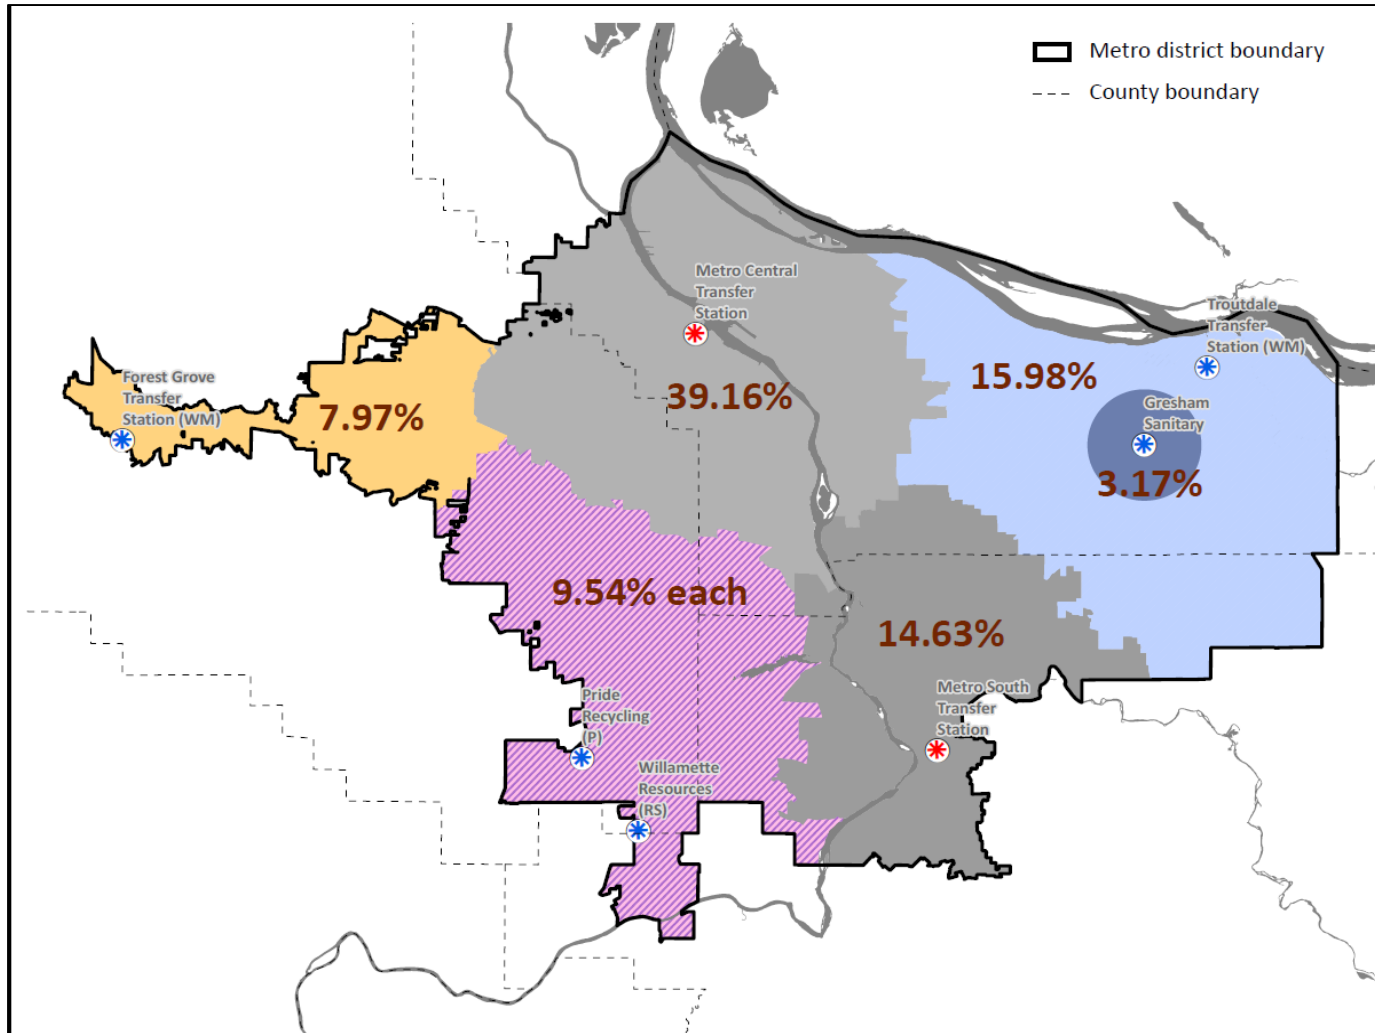 Metro district boundary
County boundary
Metro Central
Transfer
Station
Troutdale
Transfer
Station (WM)
39.16%
15.98%
Forest Grove
Transfer
Station (WM)
7.97%
Gresham
Sanitary
3.17%
9.54% each
14.63%
Pride
Recycling
(P)
Metro South
Transfer
Station
Willamette
Resources
(RS)